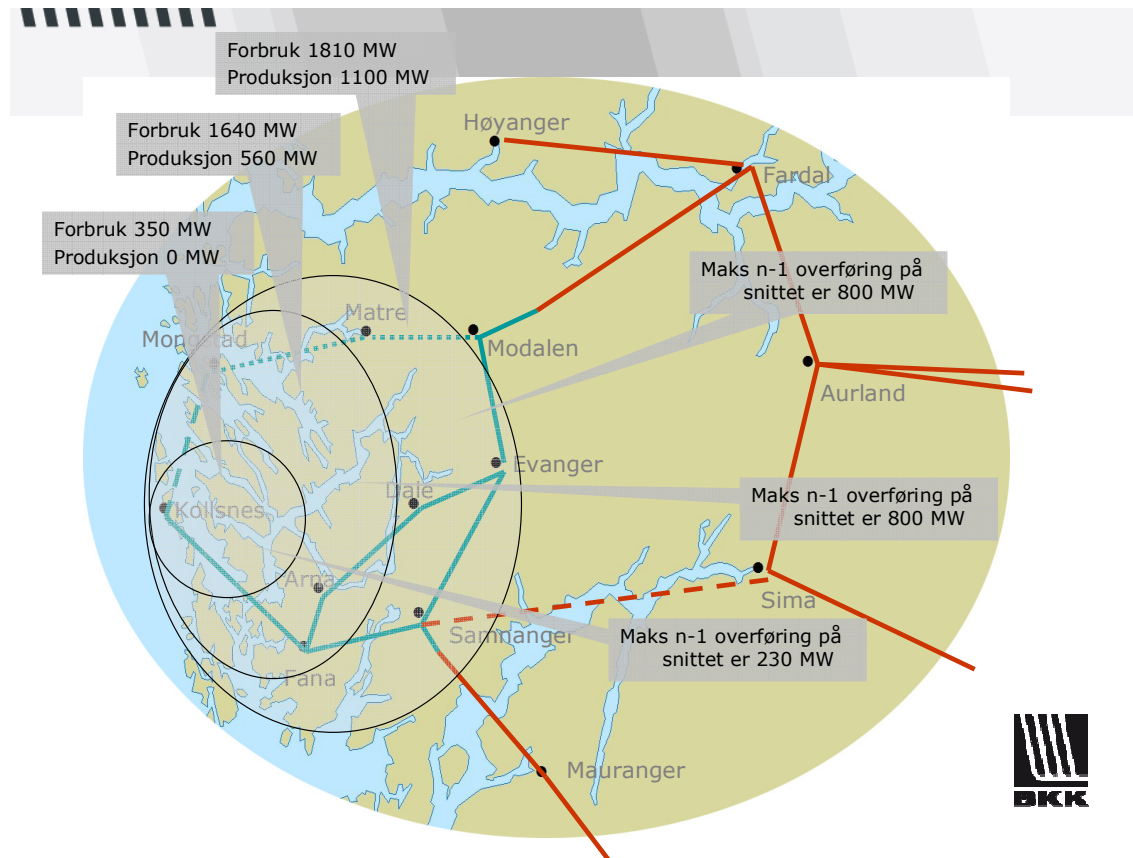 Forbruk 1810 MW
Produksjon 1100 MW
Forbruk 1640 MW
Produksjon 560 MW
Forbruk 350 MW
Produksjon 0 MW
Høyanger
Fardal
Maks n-1 overføring på
snittet er 800 MW
Matre
Mongstad
Modalen
Aurland
Evanger
Dale
Kollsnes
Maks n-1 overføring på
snittet er 800 MW
Arna
Sima
Samnanger
Maks n-1 overføring på
snittet er 230 MW
Fana
Mauranger
BKK